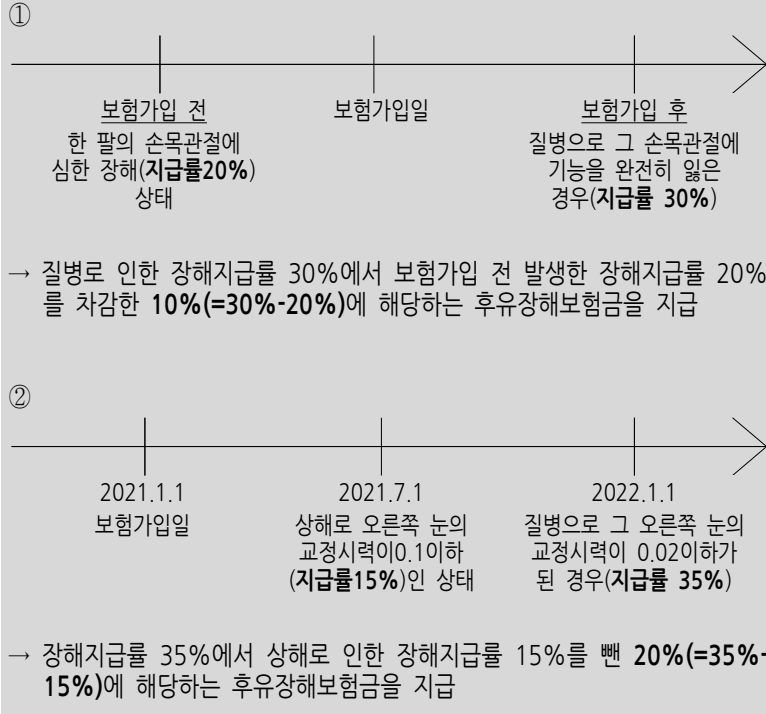 ①
보험가입 전 보험가입일 보험가입 후
한 팔의 손목관절에 질병으로 그 손목관절에
심한 장해(지급률20%) 기능을 완전히 잃은
상태 경우(지급률 30%)
→ 질병로 인한 장해지급률 30%에서 보험가입 전 발생한 장해지급률 20%
를 차감한 10%(=30%-20%)에 해당하는 후유장해보험금을 지급
②
2021.1.1 2021.7.1 2022.1.1
보험가입일 상해로 오른쪽 눈의 질병으로 그 오른쪽 눈의
교정시력이0.1이하 교정시력이 0.02이하가
(지급률15%)인 상태 된 경우(지급률 35%)
→ 장해지급률 35%에서 상해로 인한 장해지급률 15%를 뺀 20%(=35%-
15%)에 해당하는 후유장해보험금을 지급